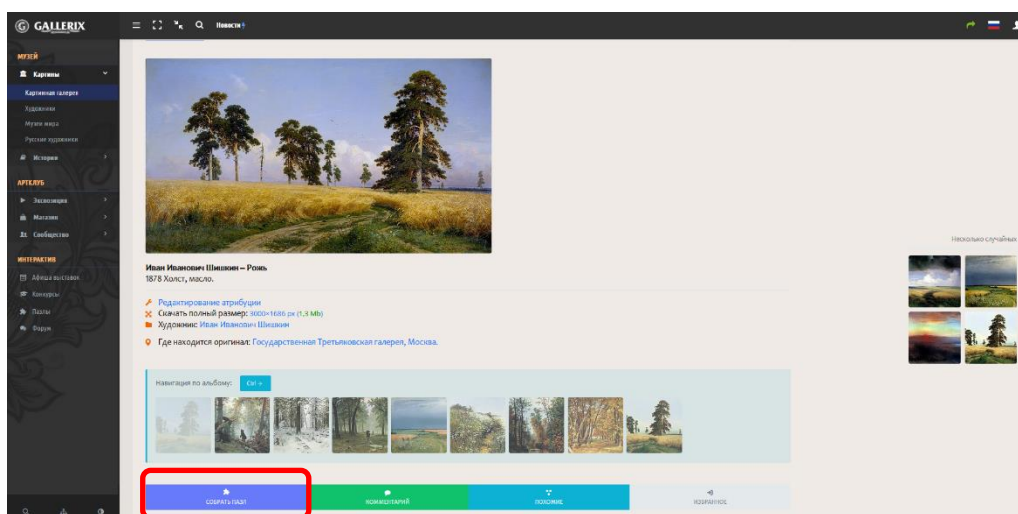 GALLERIX
Новости
МУЗЕЙ
Картины
Картинная галерея
Художники
Музеи мира
Русские художники
Истории
АРТКЛУБ
Экспозиция
Магазин
Сообщество
ИНТЕРАКТИВ
Афиша выставок
Конкурсы
Пазлы
Форум
Иван Иванович Шишкин – Рожь
1878 Холст, масло.
Редактирование атрибуции
Скачать полный размер: 3000×1686 px (1,3 Mb)
Художник: Иван Иванович Шишкин
Где находится оригинал: Государственная Третьяковская галерея, Москва.
Несколько случайных
Навигация по альбому: Ctrl →
СОБРАТЬ ПАЗЛ
КОММЕНТАРИЙ
ПОХОЖИЕ
ИЗБРАННОЕ